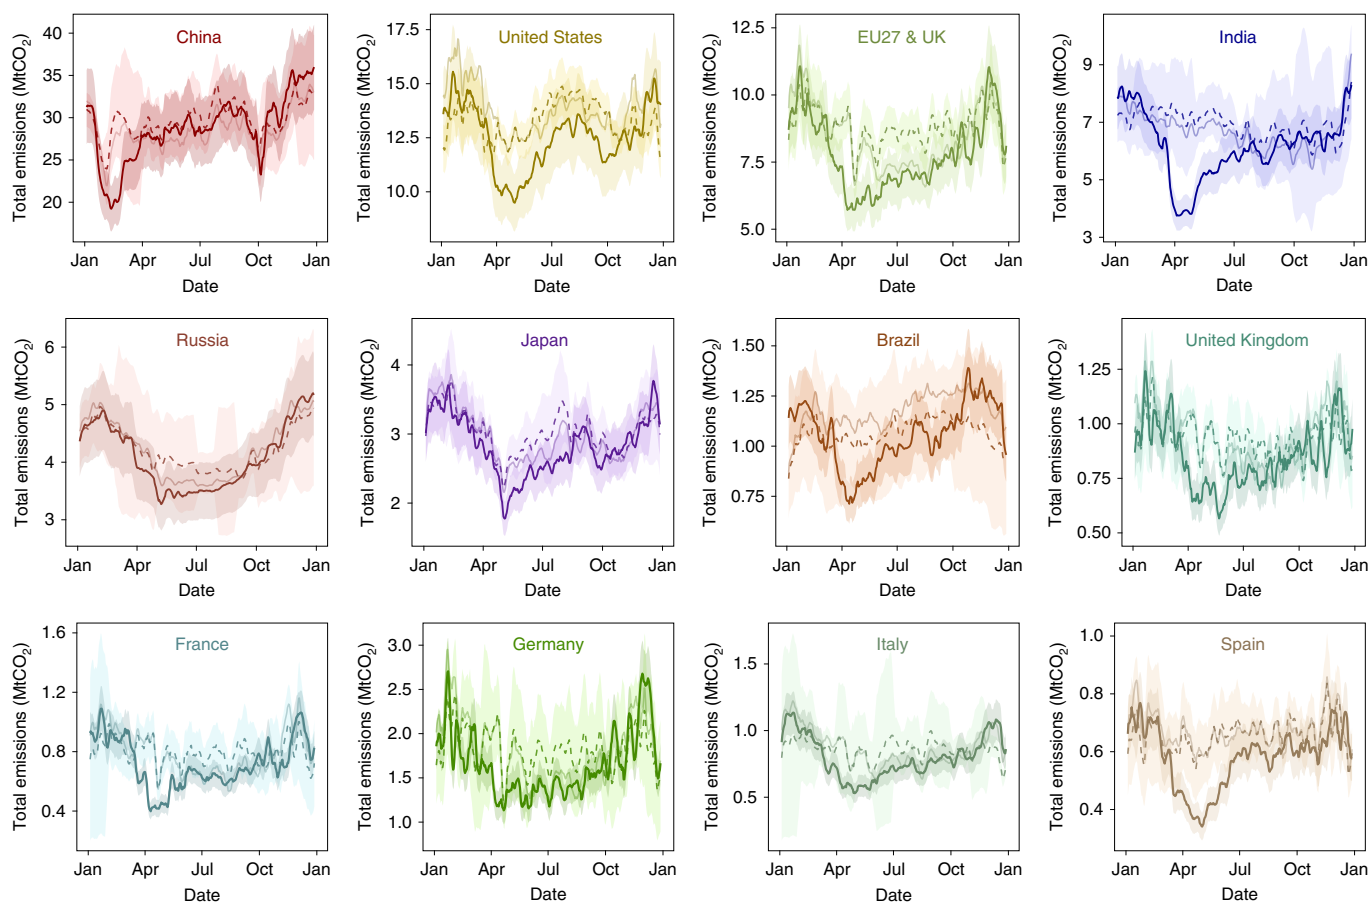 China
Total emissions (MtCO2)
40
35
30
25
20
Jan Apr Jul Oct Jan
Date
United States
Total emissions (MtCO2)
17.5
15.0
12.5
10.0
Jan Apr Jul Oct Jan
Date
EU27 & UK
Total emissions (MtCO2)
12.5
10.0
7.5
5.0
Jan Apr Jul Oct Jan
Date
India
Total emissions (MtCO2)
9
7
5
3
Jan Apr Jul Oct Jan
Date
Russia
Total emissions (MtCO2)
6
5
4
3
Jan Apr Jul Oct Jan
Date
Japan
Total emissions (MtCO2)
4
3
2
Jan Apr Jul Oct Jan
Date
Brazil
Total emissions (MtCO2)
1.50
1.25
1.00
0.75
Jan Apr Jul Oct Jan
Date
United Kingdom
Total emissions (MtCO2)
1.25
1.00
0.75
0.50
Jan Apr Jul Oct Jan
Date
France
Total emissions (MtCO2)
1.6
1.2
0.8
0.4
Jan Apr Jul Oct Jan
Date
Germany
Total emissions (MtCO2)
3.0
2.5
2.0
1.5
1.0
Jan Apr Jul Oct Jan
Date
Italy
Total emissions (MtCO2)
1.5
1.0
0.5
Jan Apr Jul Oct Jan
Date
Spain
Total emissions (MtCO2)
1.0
0.8
0.6
0.4
Jan Apr Jul Oct Jan
Date